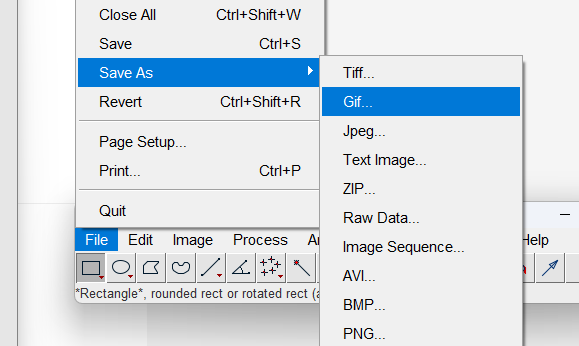 Close All Ctrl+Shift+W
Save Ctrl+S
Save As
Revert Ctrl+Shift+R
Page Setup...
Print... Ctrl+P
Quit
Tiff...
Gif...
Jpeg...
Text Image...
ZIP...
Raw Data...
Image Sequence...
AVI...
BMP...
PNG...
File Edit Image Process Help
*Rectangle*, rounded rect or rotated rect